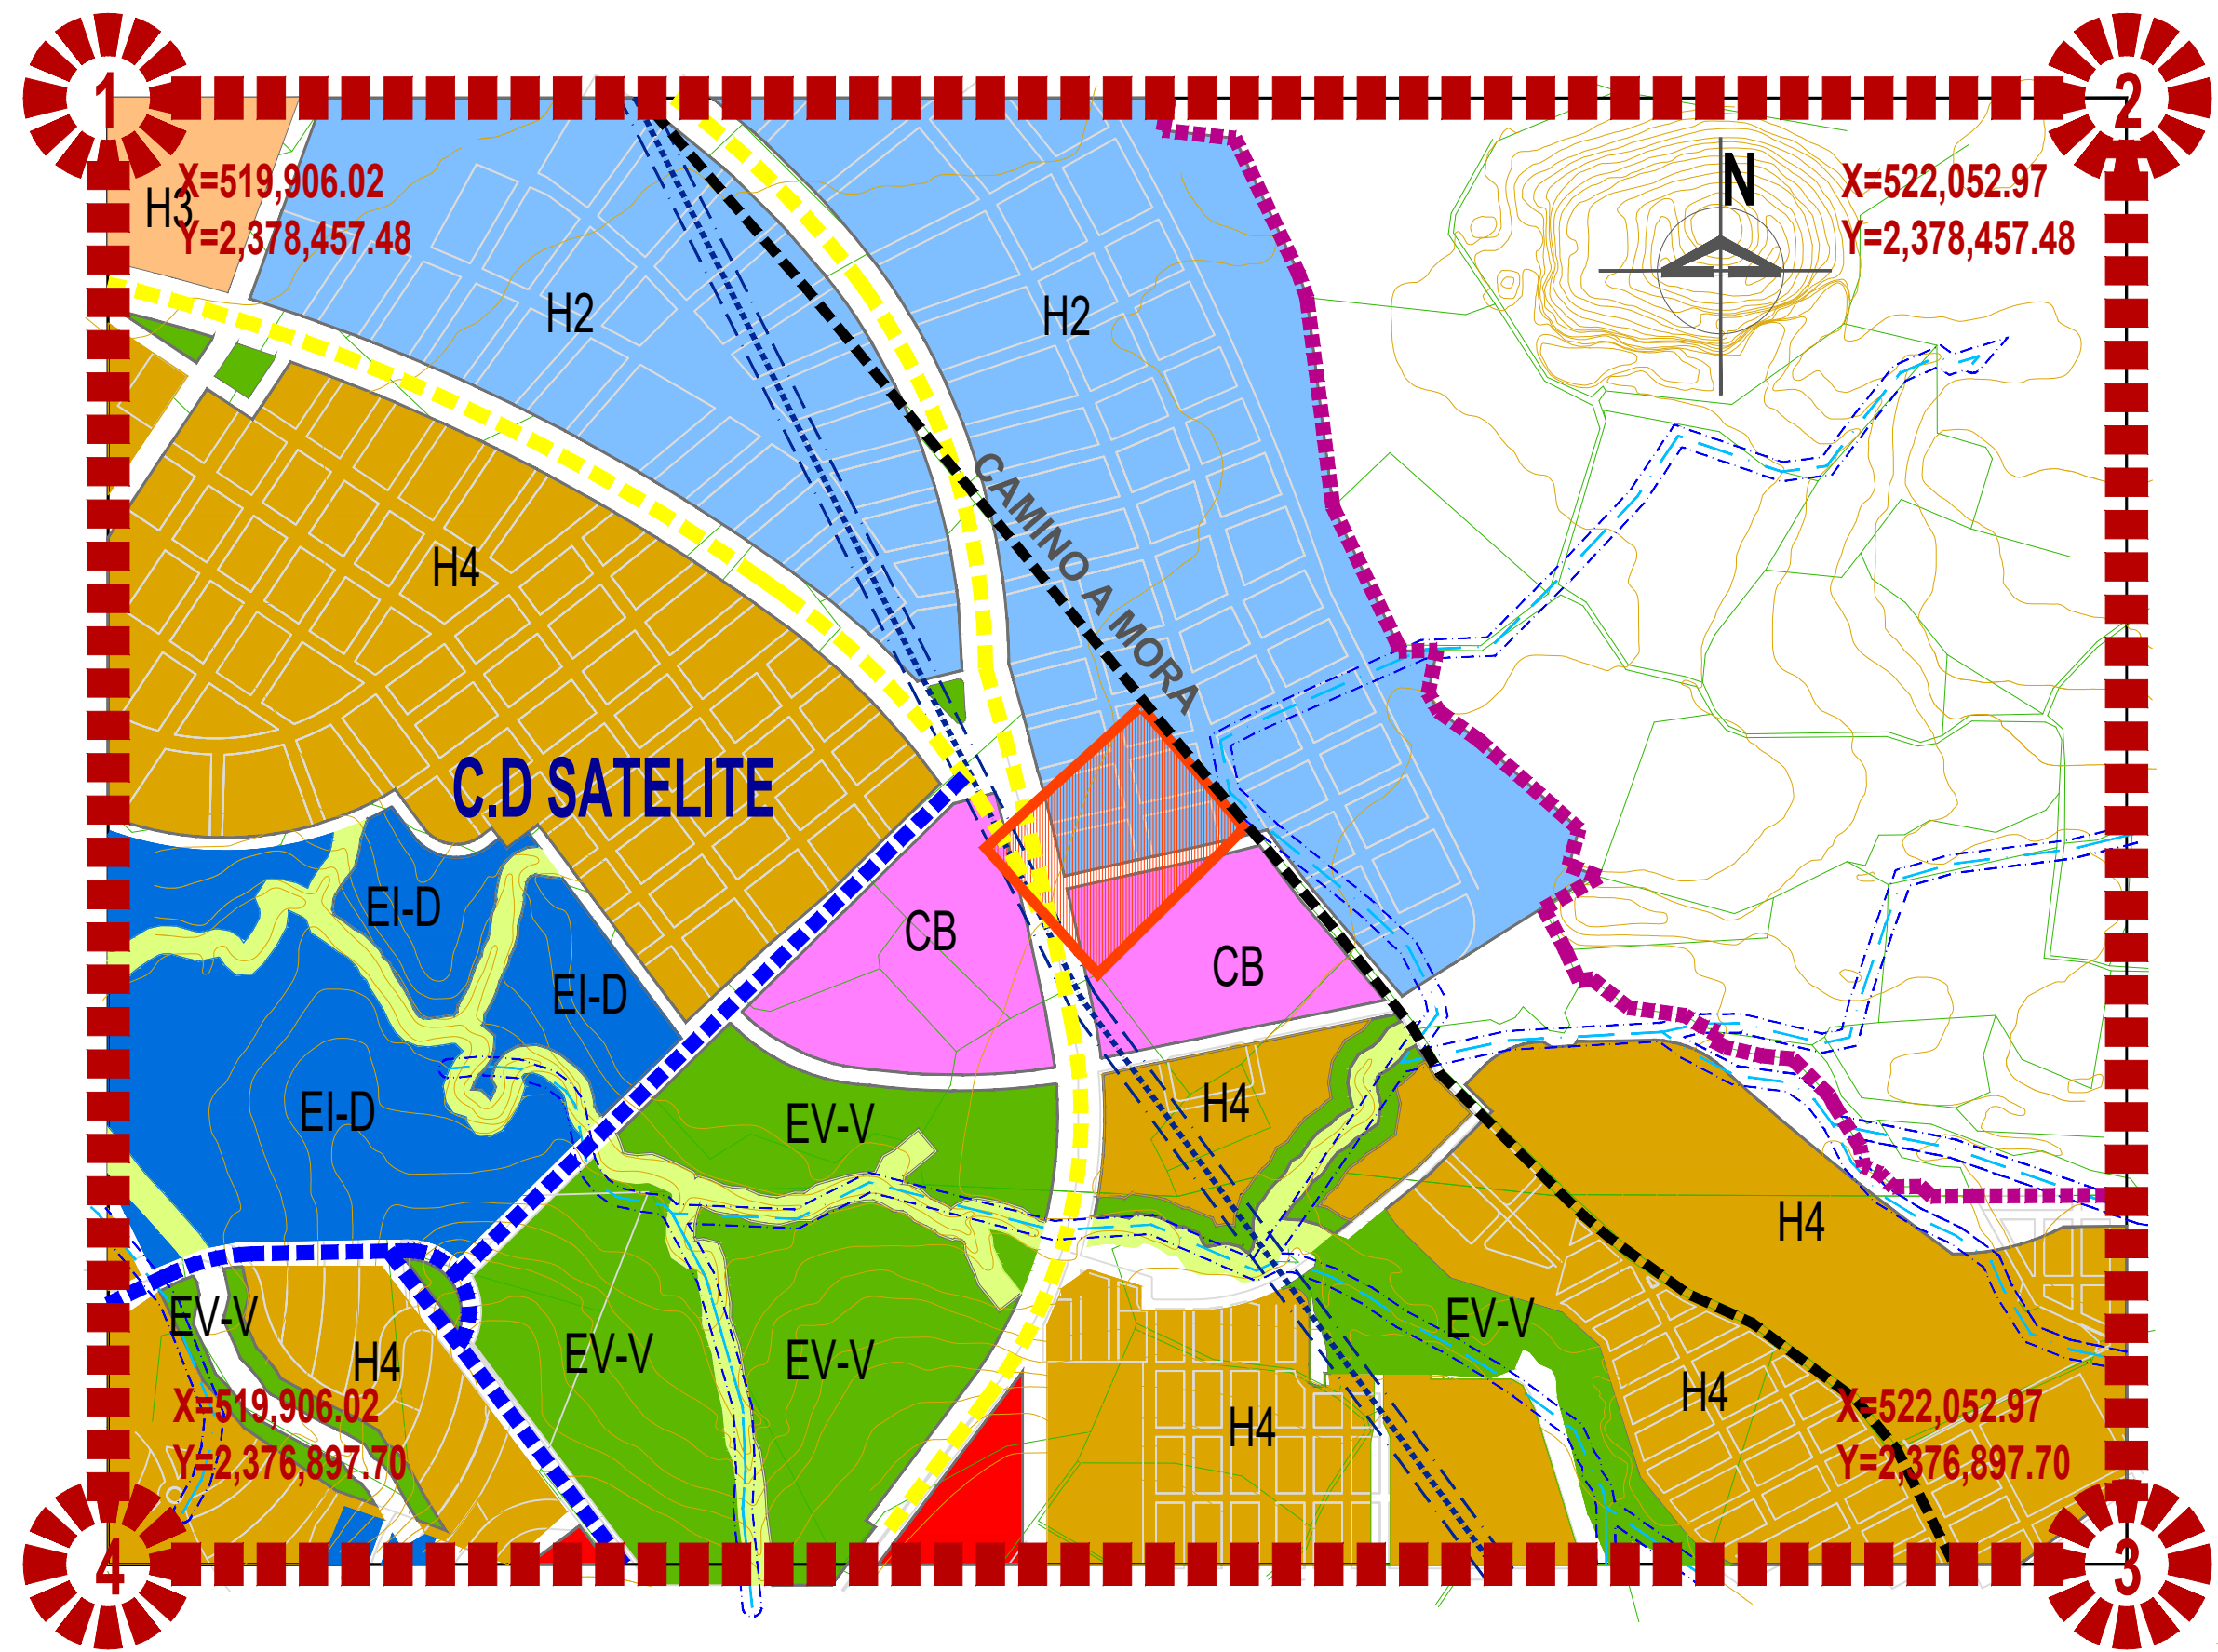 1
2
N
X=519,906.02
Y=2,378,457.48
X=522,052.97
Y=2,378,457.48
H3
H2
H2
CAMINO A MORA
H4
C.D SATELITE
EI-D
CB
CB
EI-D
EI-D
EV-V
H4
H4
EV-V
H4
EV-V
EV-V
EV-V
H4
H4
X=519,906.02
Y=2,376,897.70
X=522,052.97
Y=2,376,897.70
4
3